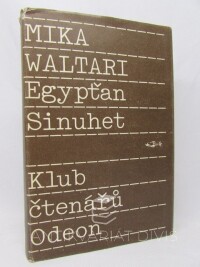 MIKA
WALTARI
Egypťan
Sinuhet
Klub
čtenářů
Odeon